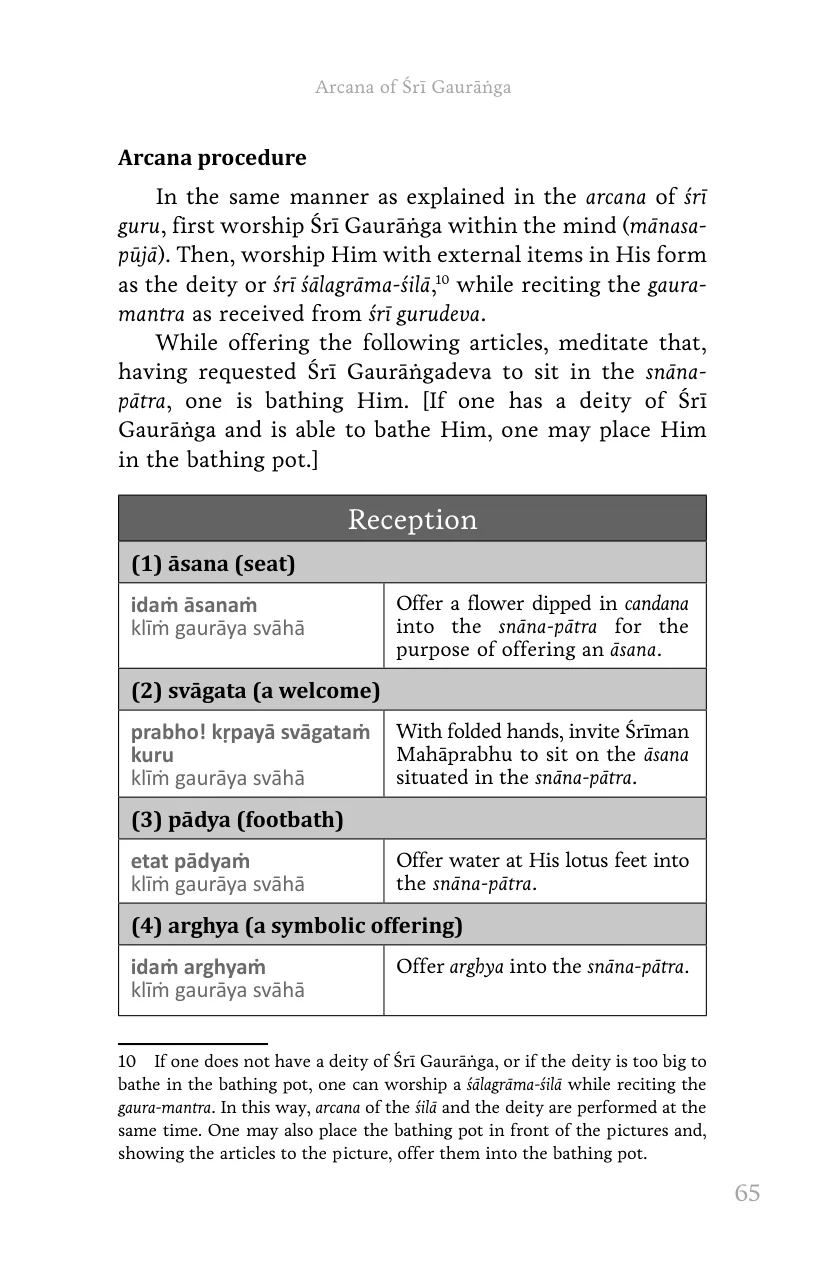 Arcana of Śrī Gaurāṅga
Arcana procedure
In the same manner as explained in the arcana of śrī
guru, first worship Śrī Gaurāṅga within the mind (mānasa-
pūjā). Then, worship Him with external items in His form
as the deity or śrī śālagrāma-śilā,¹⁰ while reciting the gaura-
mantra as received from śrī gurudeva.
While offering the following articles, meditate that,
having requested Śrī Gaurāṅgadeva to sit in the snāna-
pātra, one is bathing Him. [If one has a deity of Śrī
Gaurāṅga and is able to bathe Him, one may place Him
in the bathing pot.]
Reception
(1) āsana (seat)
idaṁ āsanaṁ
klīṁ gaurāya svāhā
Offer a flower dipped in candana
into the snāna-pātra for the
purpose of offering an āsana.
(2) svāgata (a welcome)
prabho! kṛpayā svāgataṁ
kuru
klīṁ gaurāya svāhā
With folded hands, invite Śrīman
Mahāprabhu to sit on the āsana
situated in the snāna-pātra.
(3) pādya (footbath)
etat pādyaṁ
klīṁ gaurāya svāhā
Offer water at His lotus feet into
the snāna-pātra.
(4) arghya (a symbolic offering)
idaṁ arghyaṁ
klīṁ gaurāya svāhā
Offer arghya into the snāna-pātra.
10 If one does not have a deity of Śrī Gaurāṅga, or if the deity is too big to
bathe in the bathing pot, one can worship a śālagrāma-śilā while reciting the
gaura-mantra. In this way, arcana of the śilā and the deity are performed at the
same time. One may also place the bathing pot in front of the pictures and,
showing the articles to the picture, offer them into the bathing pot.
65